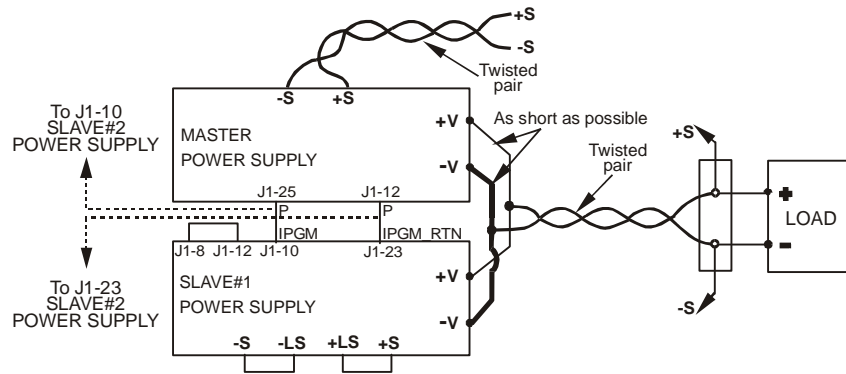 +S
-S
Twisted
pair
-S +S
To J1-10
SLAVE#2
POWER SUPPLY
MASTER
POWER SUPPLY
+V
-V
As short as possible
Twisted
pair
+S
+
-
LOAD
-S
J1-25 J1-12
P P
IPGM IPGM_RTN
J1-8 J1-12 J1-10 J1-23
To J1-23
SLAVE#2
POWER SUPPLY
SLAVE#1
POWER SUPPLY
+V
-V
-S -LS +LS +S